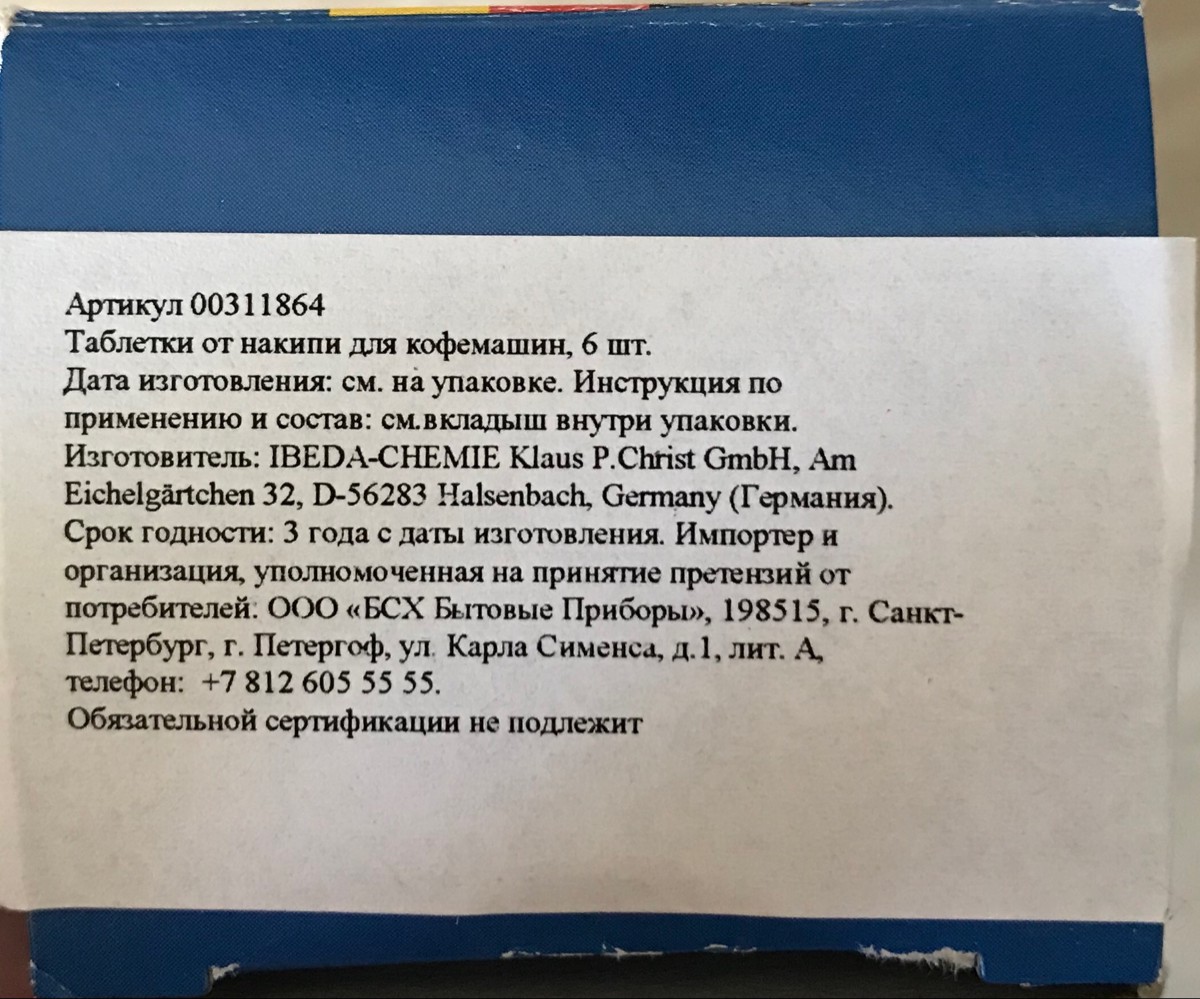 Артикул 00311864
Таблетки от накипи для кофемашин, 6 шт.
Дата изготовления: см. на упаковке. Инструкция по
применению и состав: см.вкладыш внутри упаковки.
Изготовитель: IBEDA-CHEMIE Klaus P.Christ GmbH, Am
Eichelgärtchen 32, D-56283 Halsenbach, Germany (Германия).
Срок годности: 3 года с даты изготовления. Импортер и
организация, уполномоченная на принятие претензий от
потребителей: ООО «БСХ Бытовые Приборы», 198515, г. Санкт-
Петербург, г. Петергоф, ул. Карла Сименса, д.1, лит. А,
телефон: +7 812 605 55 55.
Обязательной сертификации не подлежит